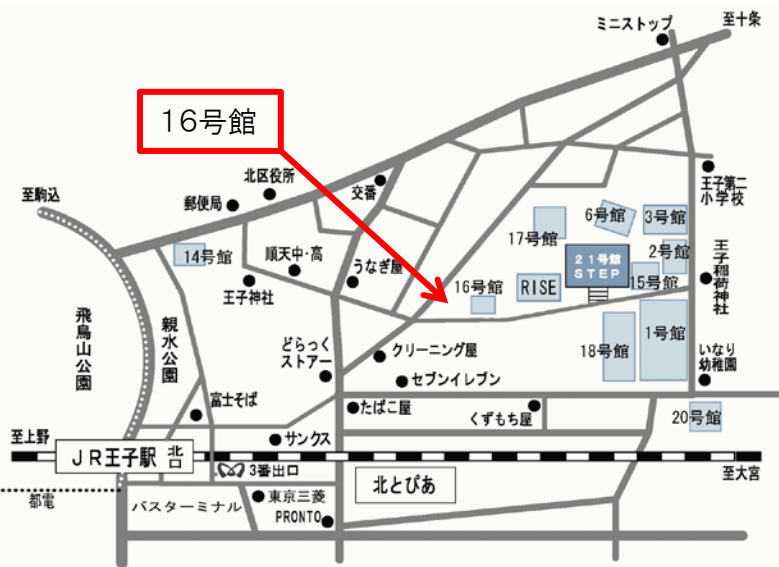 ミニストップ
至十条
16号館
北区役所
交番
至駒込
郵便局
王子第二
小学校
6号館
3号館
17号館
14号館
順天中・高
うなぎ屋
21号館
STEP
2号館
15号館
王子稲荷神社
16号館
RISE
王子神社
飛鳥山公園
親水公園
どらっく
ストアー
クリーニング屋
18号館
1号館
いなり
幼稚園
セブンイレブン
富士そば
たばこ屋
くずもち屋
20号館
至上野
サンクス
JR王子駅 北口
3番出口
北とぴあ
至大宮
都電
バスターミナル
東京三菱
PRONTO